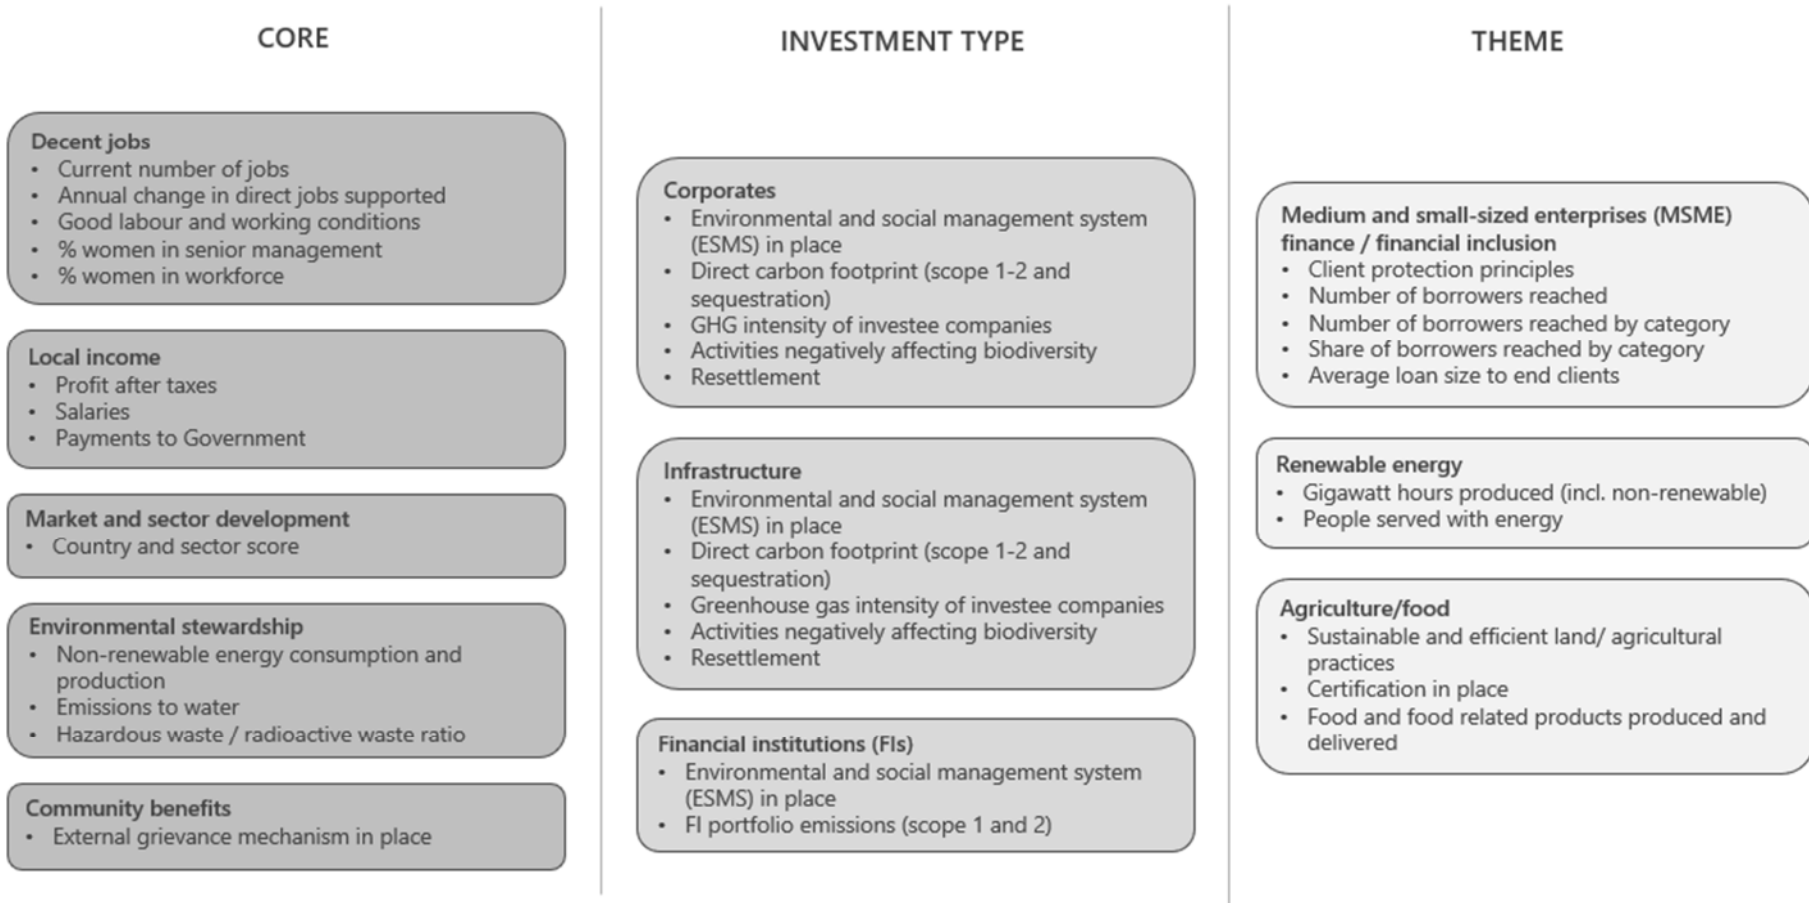 CORE
Decent jobs
• Current number of jobs
• Annual change in direct jobs supported
• Good labour and working conditions
• % women in senior management
• % women in workforce
Local income
• Profit after taxes
• Salaries
• Payments to Government
Market and sector development
• Country and sector score
Environmental stewardship
• Non-renewable energy consumption and
production
• Emissions to water
• Hazardous waste / radioactive waste ratio
Community benefits
• External grievance mechanism in place
INVESTMENT TYPE
Corporates
• Environmental and social management system
(ESMS) in place
• Direct carbon footprint (scope 1-2 and
sequestration)
• GHG intensity of investee companies
• Activities negatively affecting biodiversity
• Resettlement
Infrastructure
• Environmental and social management system
(ESMS) in place
• Direct carbon footprint (scope 1-2 and
sequestration)
• Greenhouse gas intensity of investee companies
• Activities negatively affecting biodiversity
• Resettlement
Financial institutions (FIs)
• Environmental and social management system
(ESMS) in place
• FI portfolio emissions (scope 1 and 2)
THEME
Medium and small-sized enterprises (MSME)
finance / financial inclusion
• Client protection principles
• Number of borrowers reached
• Number of borrowers reached by category
• Share of borrowers reached by category
• Average loan size to end clients
Renewable energy
• Gigawatt hours produced (incl. non-renewable)
• People served with energy
Agriculture/food
• Sustainable and efficient land/ agricultural
practices
• Certification in place
• Food and food related products produced and
delivered